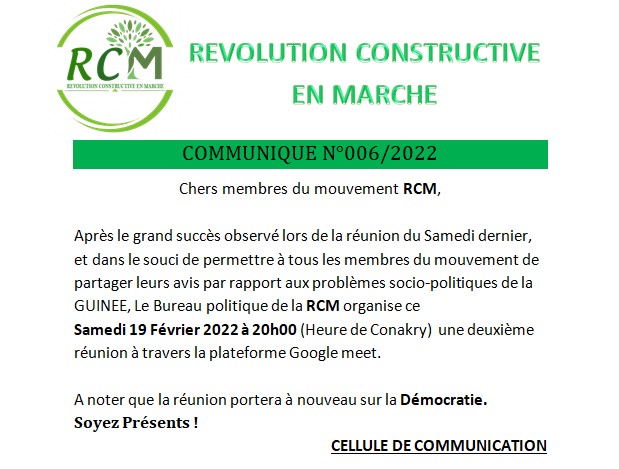 RCM
REVOLUTION CONSTRUCTIVE EN MARCHE
REVOLUTION CONSTRUCTIVE
EN MARCHE
COMMUNIQUE N°006/2022
Chers membres du mouvement RCM,
Après le grand succès observé lors de la réunion du Samedi dernier,
et dans le souci de permettre à tous les membres du mouvement de
partager leurs avis par rapport aux problèmes socio-politiques de la
GUINEE, Le Bureau politique de la RCM organise ce
Samedi 19 Février 2022 à 20h00 (Heure de Conakry) une deuxième
réunion à travers la plateforme Google meet.
A noter que la réunion portera à nouveau sur la Démocratie.
Soyez Présents !
CELLULE DE COMMUNICATION